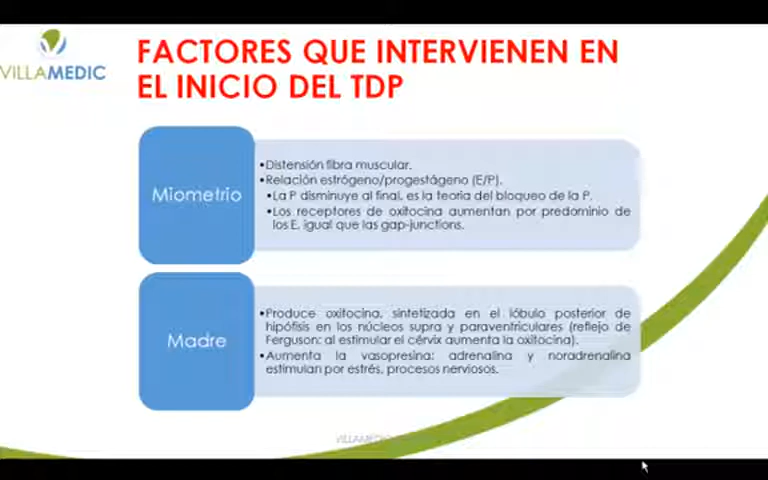 VILLAMEDIC
FACTORES QUE INTERVIENEN EN
EL INICIO DEL TDP
Miometrio
•Distensión fibra muscular.
•Relación estrógeno/progestágeno (E/P).
•La P disminuye al final, es la teoría del bloqueo de la P.
•Los receptores de oxitocina aumentan por predominio de
los E, igual que las gap-junctions.
Madre
•Produce oxitocina, sintetizada en el lóbulo posterior de
hipófisis en los núcleos supra y paraventriculares (reflejo de
Ferguson: al estimular el cérvix aumenta la oxitocina).
•Aumenta la vasopresina: adrenalina y noradrenalina
estimulan por estrés, procesos nerviosos.